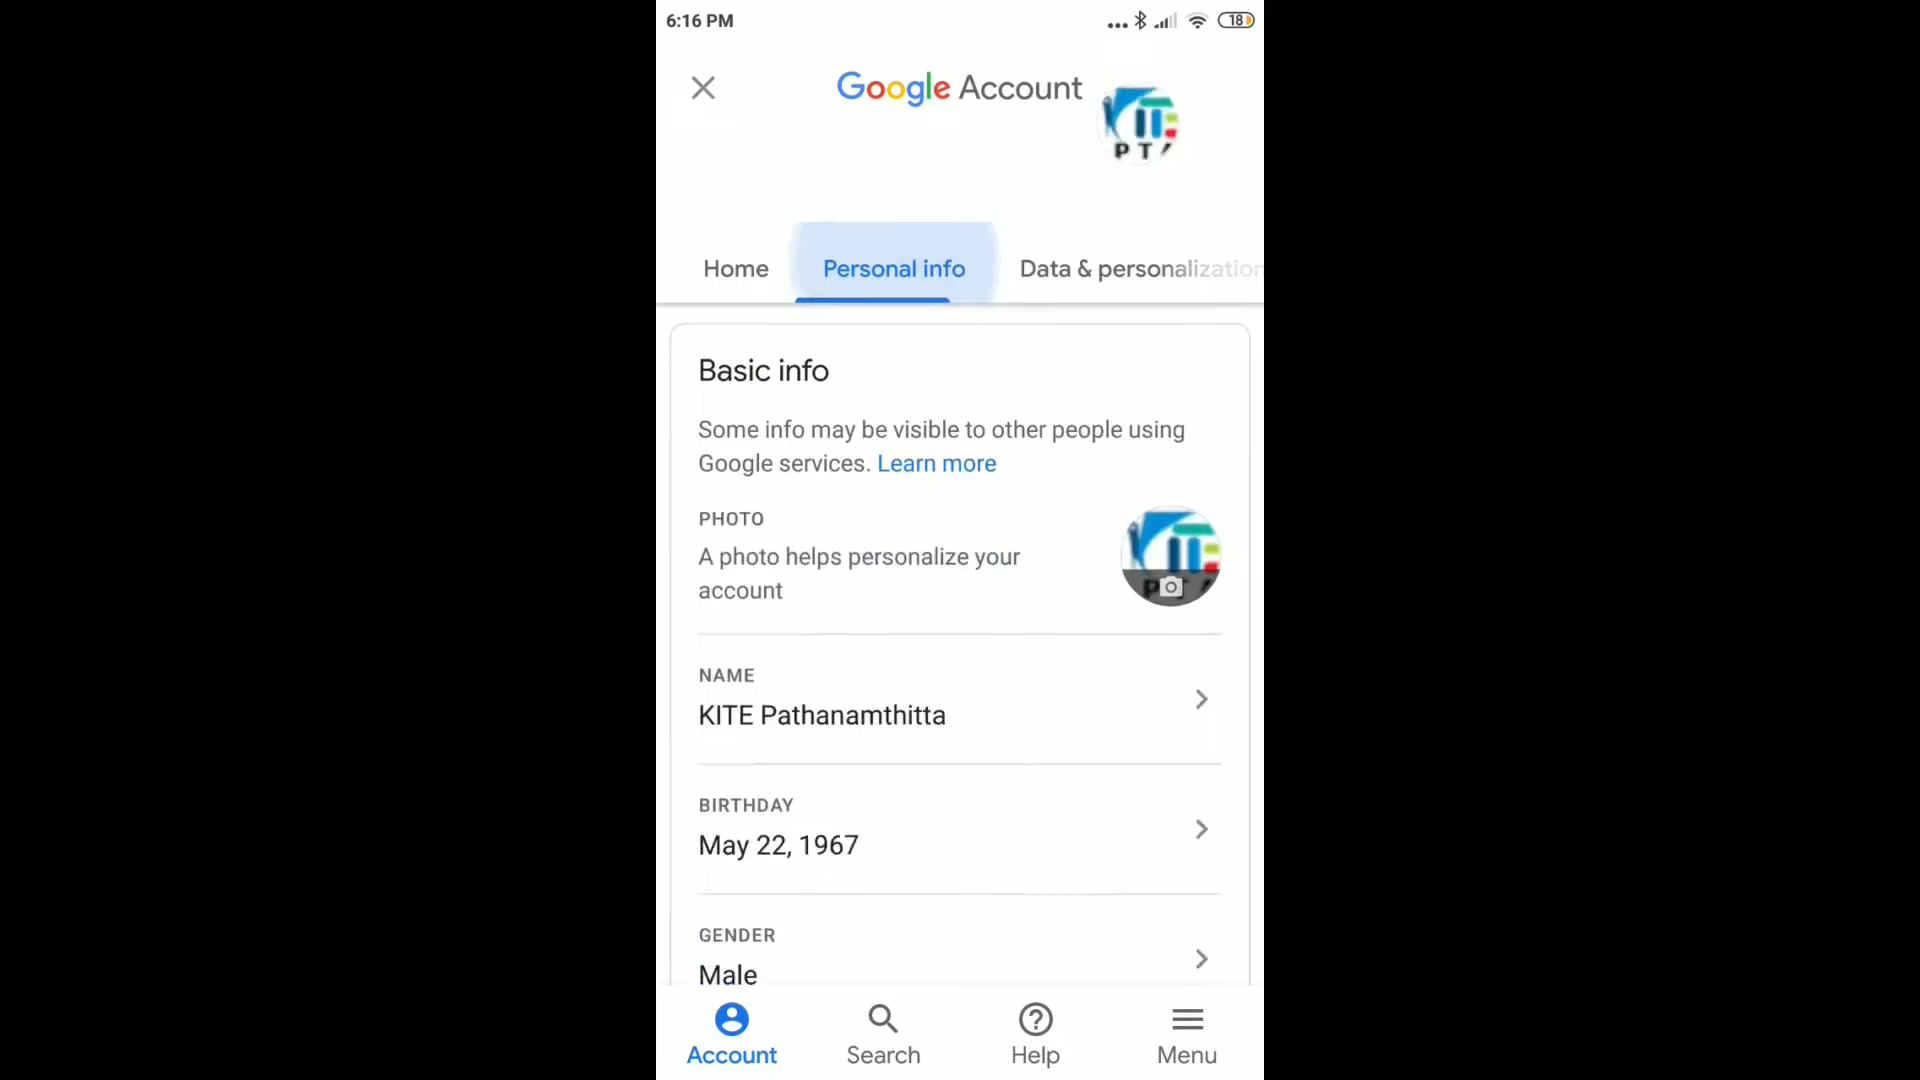 6:16 PM
18
Google Account
KITE
PT
Home
Personal info
Data & personalization
Basic info
Some info may be visible to other people using
Google services. Learn more
PHOTO
A photo helps personalize your
account
NAME
KITE Pathanamthitta
BIRTHDAY
May 22, 1967
GENDER
Male
Account
Search
Help
Menu